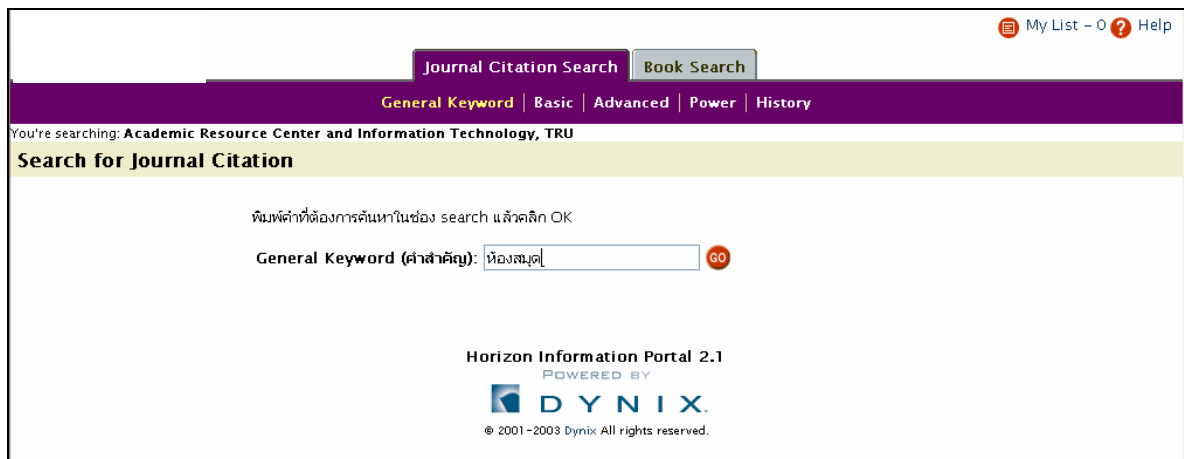 My List - 0 Help
Journal Citation Search Book Search
General Keyword | Basic | Advanced | Power | History
You're searching: Academic Resource Center and Information Technology, TRU
Search for Journal Citation
พิมพ์คำที่ต้องการค้นหาในช่อง search แล้วคลิก OK
General Keyword (คำสำคัญ): ห้องสมุด GO
Horizon Information Portal 2.1
POWERED BY
DYNIX.
© 2001-2003 Dynix All rights reserved.